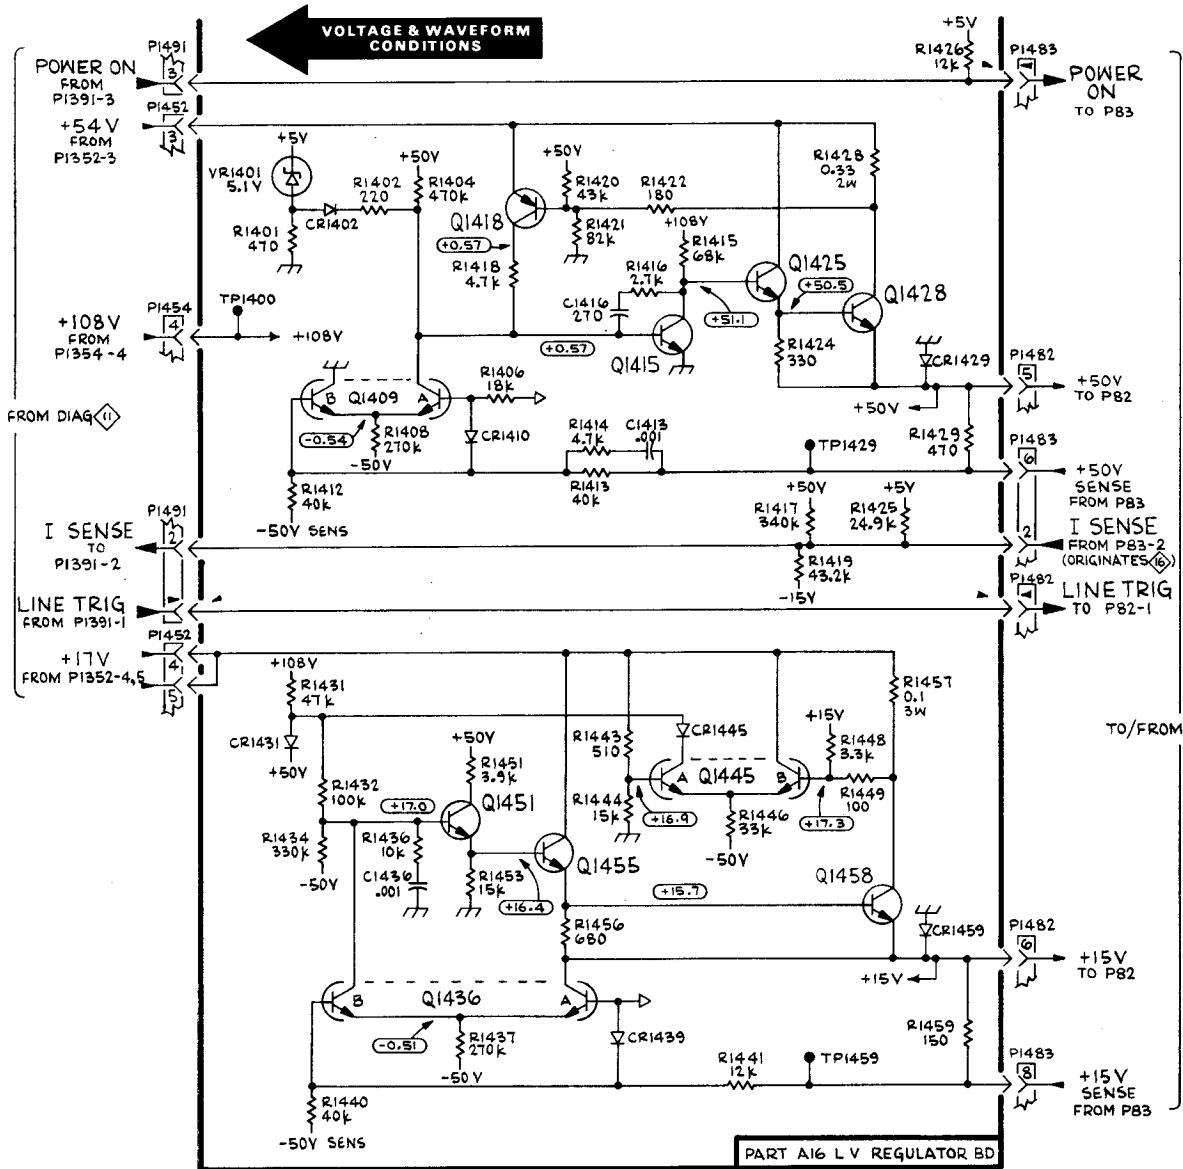 VOLTAGE & WAVEFORM
CONDITIONS
+5V
R1426
12k
P1491
3
POWER ON
FROM
P1391-3
P1483
POWER
ON
TO P83
P1452
3
+54V
FROM
P1352-3
+5V
VR1401
5.1V
R1402
220
CR1402
R1401
470
+50V
R1404
470k
Q1418
+0.57
R1418
4.7k
+50V
R1420
43k
R1421
82k
R1422
180
+108V
R1415
68k
R1416
2.7k
C1416
270
R1428
0.33
2W
Q1425
+50.5
Q1428
+51.1
Q1415
+0.57
R1424
330
CR1429
P1454
4
TP1400
+108V
FROM
P1354-4
+108V
P1482
5
+50V
TO P82
+50V
FROM DIAG 11
B
Q1409
A
R1406
18k
-0.54
R1408
270k
-50V
CR1410
R1414
4.7k
C1413
.001
R1413
40k
TP1429
R1429
470
P1483
6
+50V
SENSE
FROM P83
R1412
40k
-50V SENS
+50V
R1417
340k
+5V
R1425
24.9k
P1491
2
I SENSE
TO
P1391-2
2
I SENSE
FROM P83-2
(ORIGINATES 16)
R1419
43.2k
-15V
LINE TRIG
FROM P1391-1
P1482
LINE TRIG
TO P82-1
P1452
4
+17V
FROM P1352-4,5
5
+108V
R1431
47k
CR1431
+50V
R1432
100k
R1434
330k
-50V
+17.0
R1436
10k
C1436
.001
+50V
R1451
3.9k
Q1451
R1453
15k
+16.4
Q1455
R1443
510
R1444
15k
+16.9
CR1445
A
Q1445
B
R1446
33k
-50V
+15V
R1448
3.3k
R1449
100
+17.3
R1457
0.1
3W
TO/FROM
+15.7
Q1458
R1456
680
CR1459
+15V
P1482
6
+15V
TO P82
B
Q1436
A
-0.51
R1437
270k
-50V
CR1439
R1459
150
R1441
12k
TP1459
P1483
8
+15V
SENSE
FROM P83
R1440
40k
-50V SENS
PART A16 L V REGULATOR BD